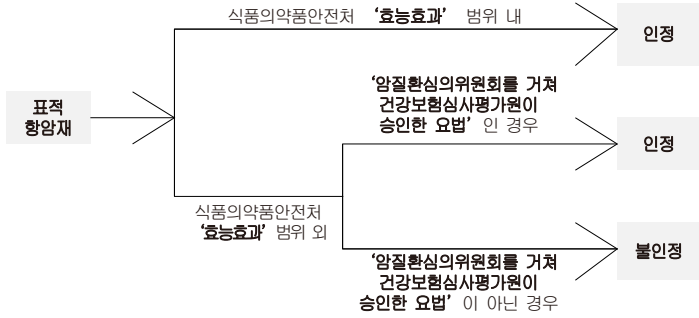 식품의약품안전처 ‘효능효과’ 범위 내
인정
‘암질환심의위원회를 거쳐
건강보험심사평가원이
승인한 요법’ 인 경우
표적
항암재
인정
식품의약품안전처
‘효능효과’ 범위 외
불인정
‘암질환심의위원회를 거쳐
건강보험심사평가원이
승인한 요법’ 이 아닌 경우